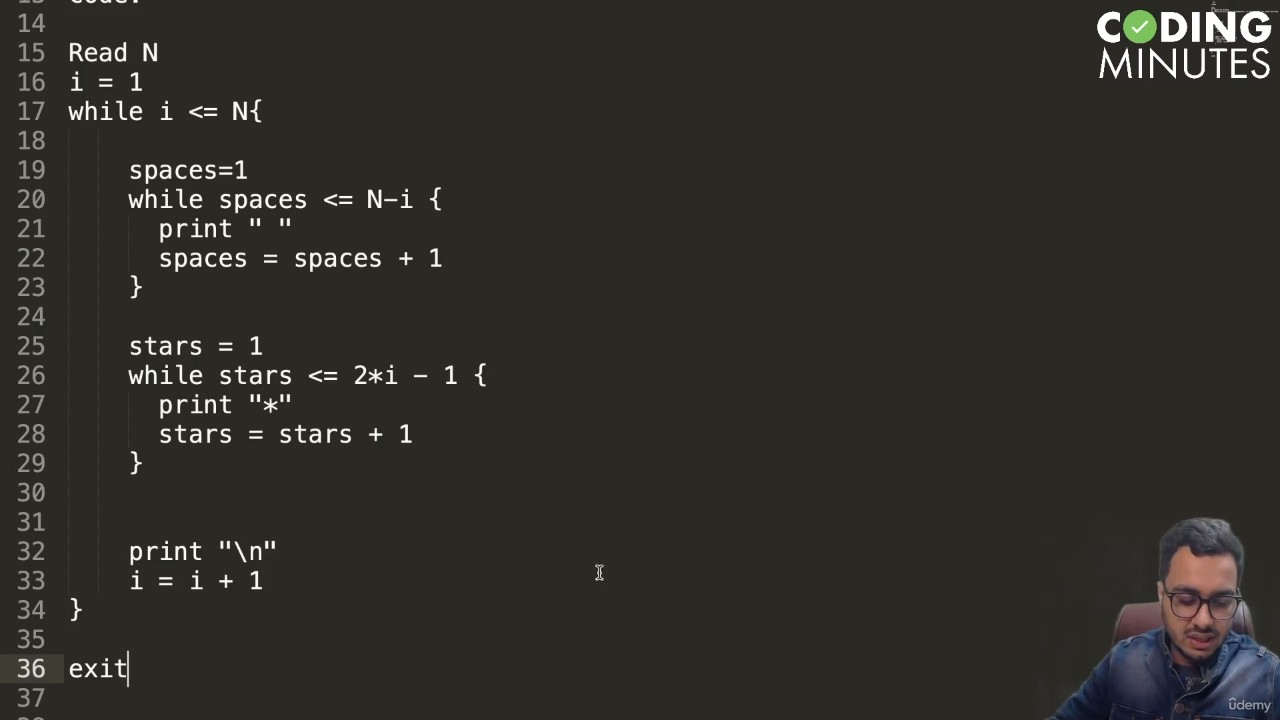 14
15 Read N
16 i = 1
17 while i <= N{
18
19 spaces=1
20 while spaces <= N-i {
21 print " "
22 spaces = spaces + 1
23 }
24
25 stars = 1
26 while stars <= 2*i - 1 {
27 print "*"
28 stars = stars + 1
29 }
30
31
32 print "\n"
33 i = i + 1
34 }
35
36 exit
37
CODING
MINUTES
ûdemy